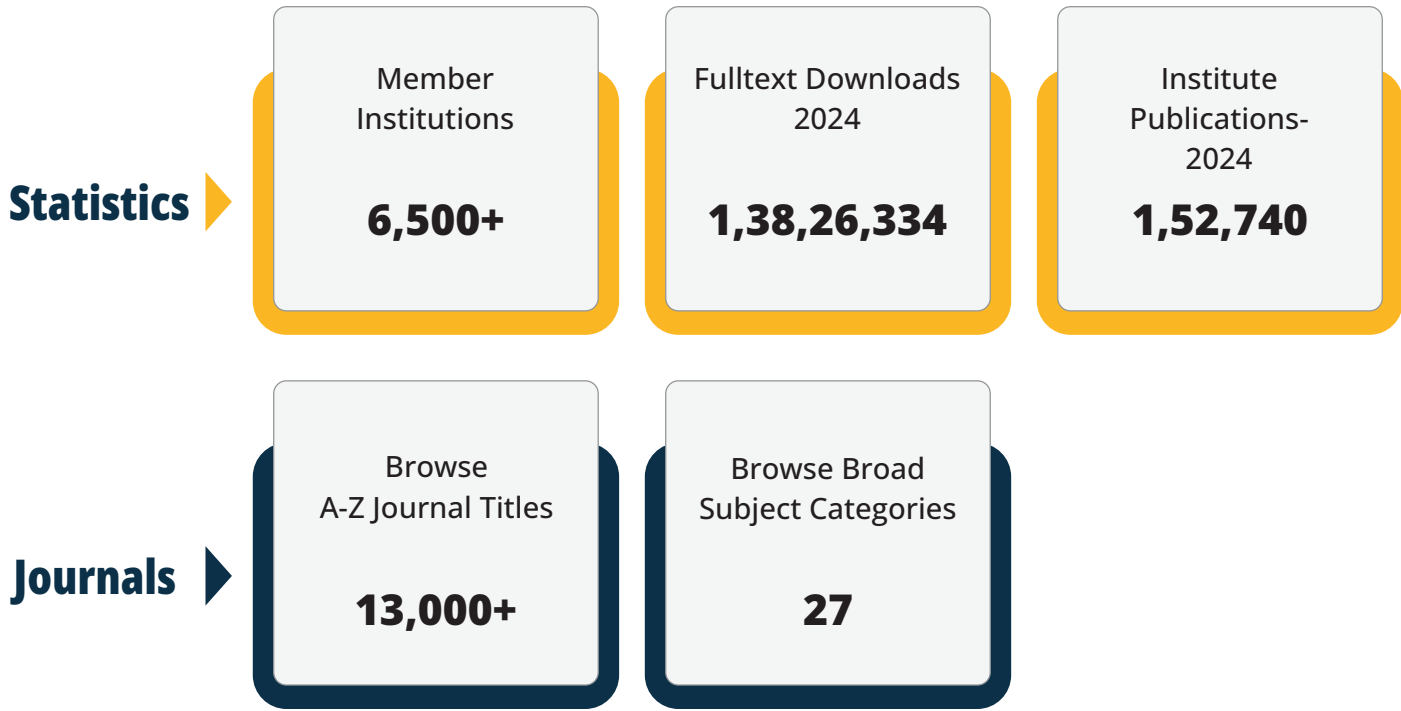 Statistics
Member
Institutions
6,500+
Fulltext Downloads
2024
1,38,26,334
Institute
Publications-
2024
1,52,740
Journals
Browse
A-Z Journal Titles
13,000+
Browse Broad
Subject Categories
27